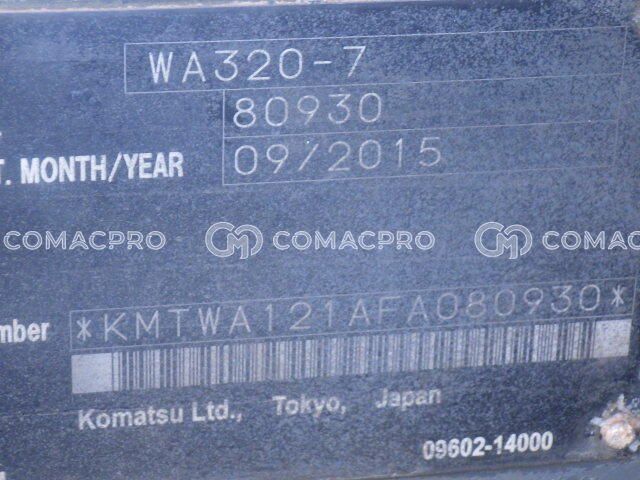 WA320-7
80930
T. MONTH/YEAR 09/2015
COMACPRO COMACPRO COMACPRO
mber *KMTWA121AFA080930*
Komatsu Ltd., Tokyo, Japan
09602-14000